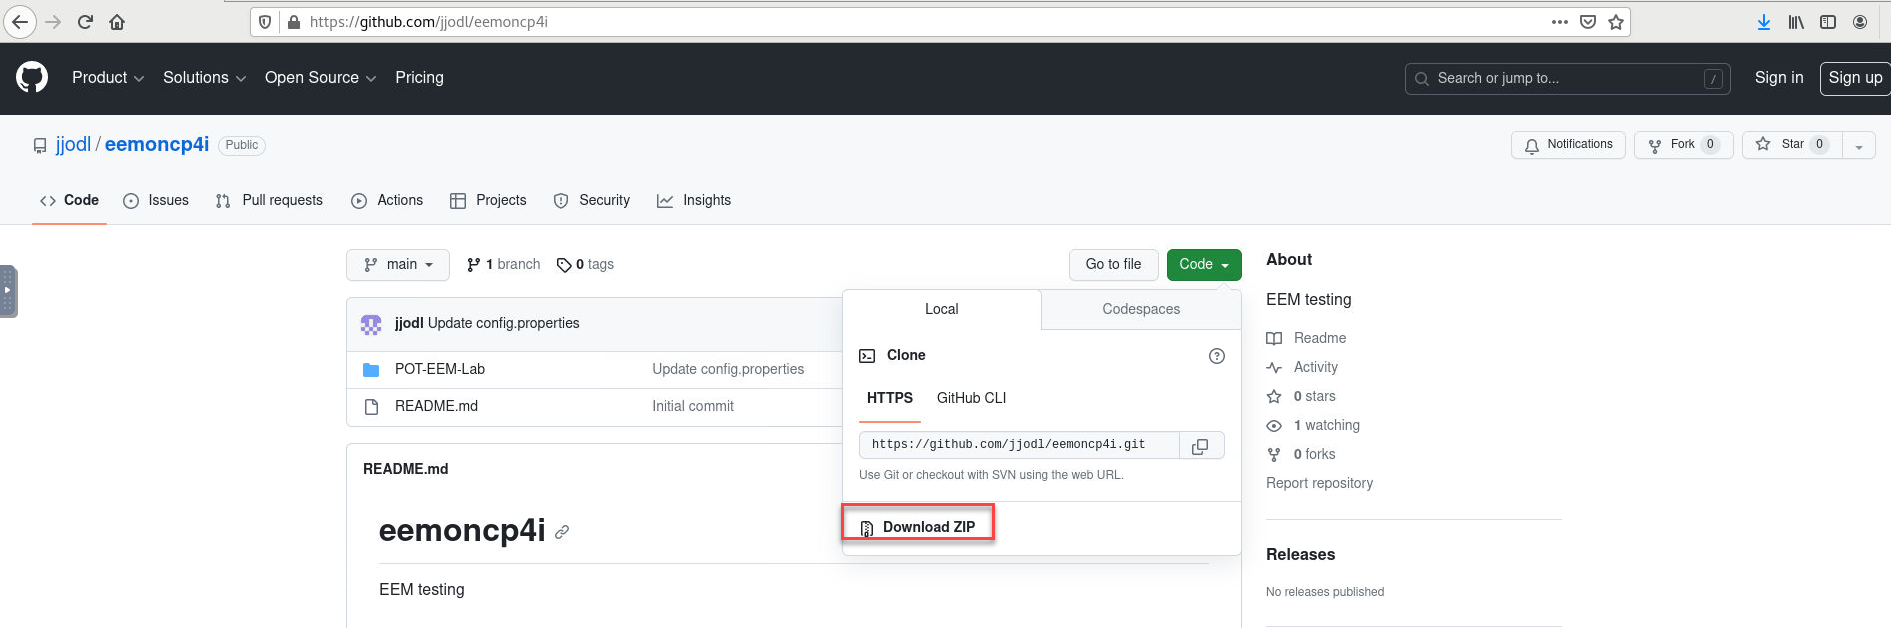 https://github.com/jjodl/eemoncp4i
Product Solutions Open Source Pricing
Search or jump to... /
Sign in
Sign up
jjodl / eemoncp4i Public
Notifications
Fork 0
Star 0
Code
Issues
Pull requests
Actions
Projects
Security
Insights
main
1 branch
0 tags
Go to file
Code
jjodl Update config.properties
POT-EEM-Lab Update config.properties
README.md Initial commit
README.md
eemoncp4i
EEM testing
Local
Codespaces
Clone
HTTPS GitHub CLI
https://github.com/jjodl/eemoncp4i.git
Use Git or checkout with SVN using the web URL.
Download ZIP
About
EEM testing
Readme
Activity
0 stars
1 watching
0 forks
Report repository
Releases
No releases published